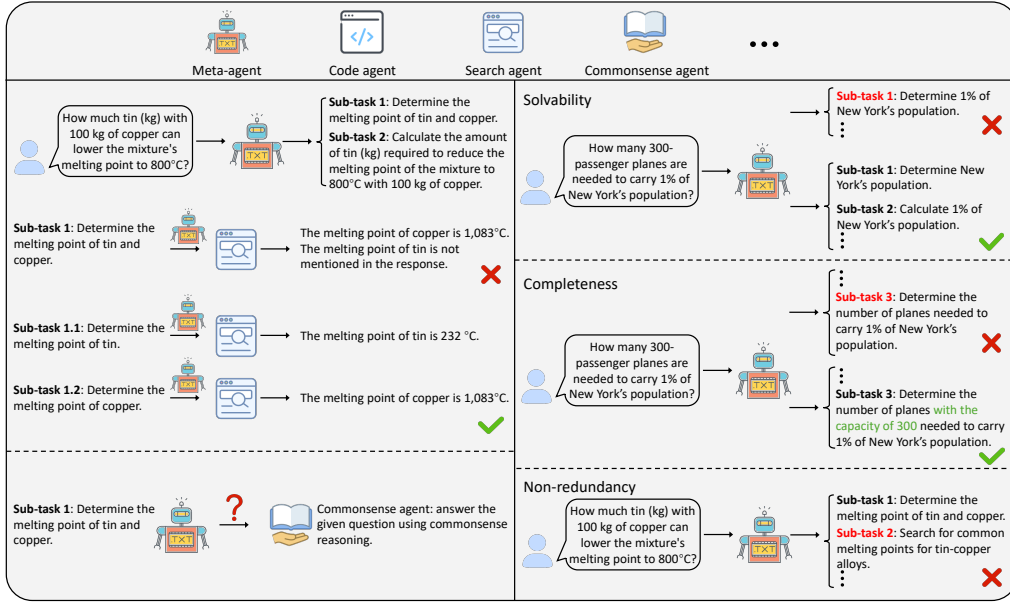 Meta-agent
Code agent
Search agent
Commonsense agent
...
How much tin (kg) with
100 kg of copper can
lower the mixture's
melting point to 800°C?
.TXT
Sub-task 1: Determine the
melting point of tin and copper.
Sub-task 2: Calculate the amount
of tin (kg) required to reduce the
melting point of the mixture to
800°C with 100 kg of copper.
Sub-task 1: Determine the
melting point of tin and
copper.
The melting point of copper is 1,083°C.
The melting point of tin is not
mentioned in the response.
Sub-task 1.1: Determine the
melting point of tin.
The melting point of tin is 232 °C.
Sub-task 1.2: Determine the
melting point of copper.
The melting point of copper is 1,083°C.
Sub-task 1: Determine the
melting point of tin and
copper.
.TXT
?
Commonsense agent: answer the
given question using commonsense
reasoning.
Solvability
How many 300-
passenger planes are
needed to carry 1% of
New York's population?
.TXT
Sub-task 1: Determine 1% of
New York's population.
Sub-task 1: Determine New
York's population.
Sub-task 2: Calculate 1% of
New York's population.
Completeness
How many 300-
passenger planes are
needed to carry 1% of
New York's population?
.TXT
Sub-task 3: Determine the
number of planes needed to
carry 1% of New York's
population.
Sub-task 3: Determine the
number of planes with the
capacity of 300 needed to carry
1% of New York's population.
Non-redundancy
How much tin (kg) with
100 kg of copper can
lower the mixture's
melting point to 800°C?
.TXT
Sub-task 1: Determine the
melting point of tin and copper.
Sub-task 2: Search for common
melting points for tin-copper
alloys.